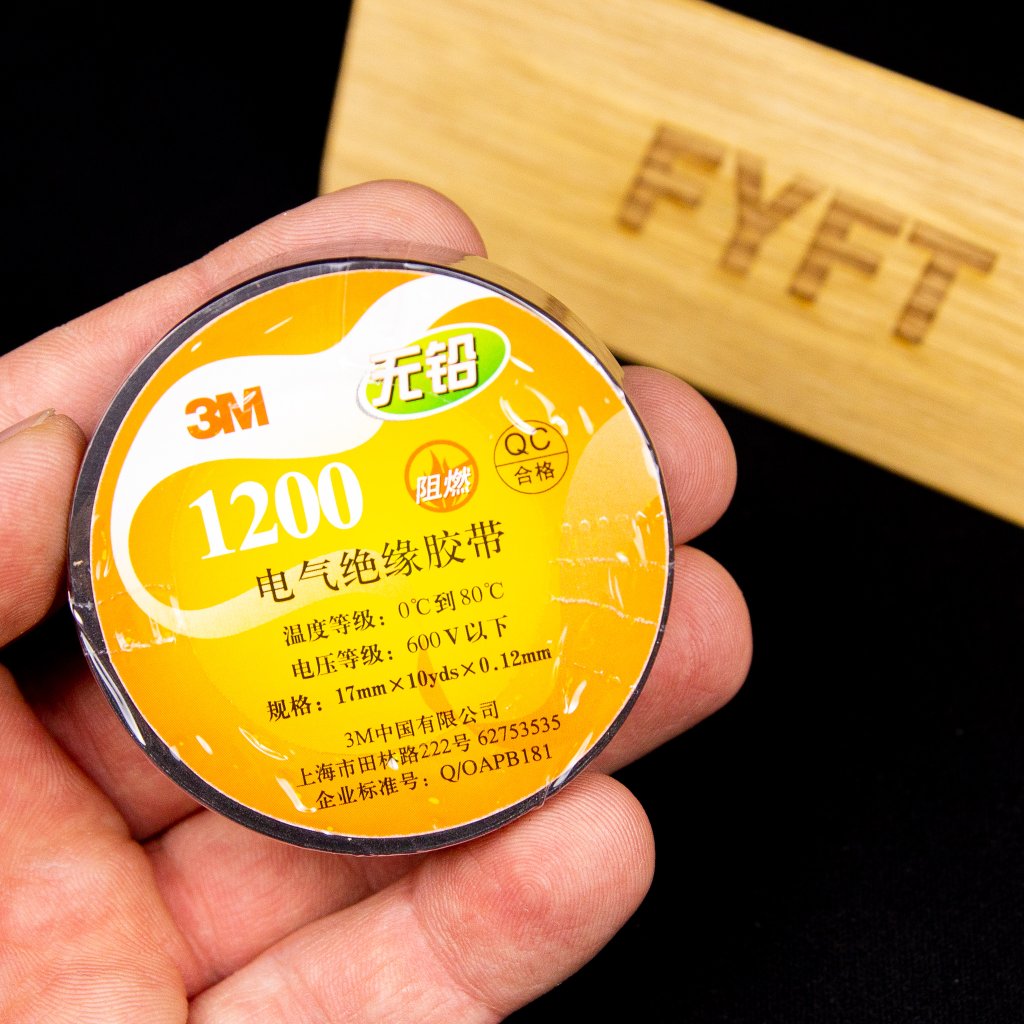 FYFT
3M
无铅
1200
阻燃
QC
合格
电气绝缘胶带
温度等级：0℃到80℃
电压等级：600V以下
规格：17mm×10yds×0.12mm
3M中国有限公司
上海市田林路222号 62753535
企业标准号：Q/OAPB181